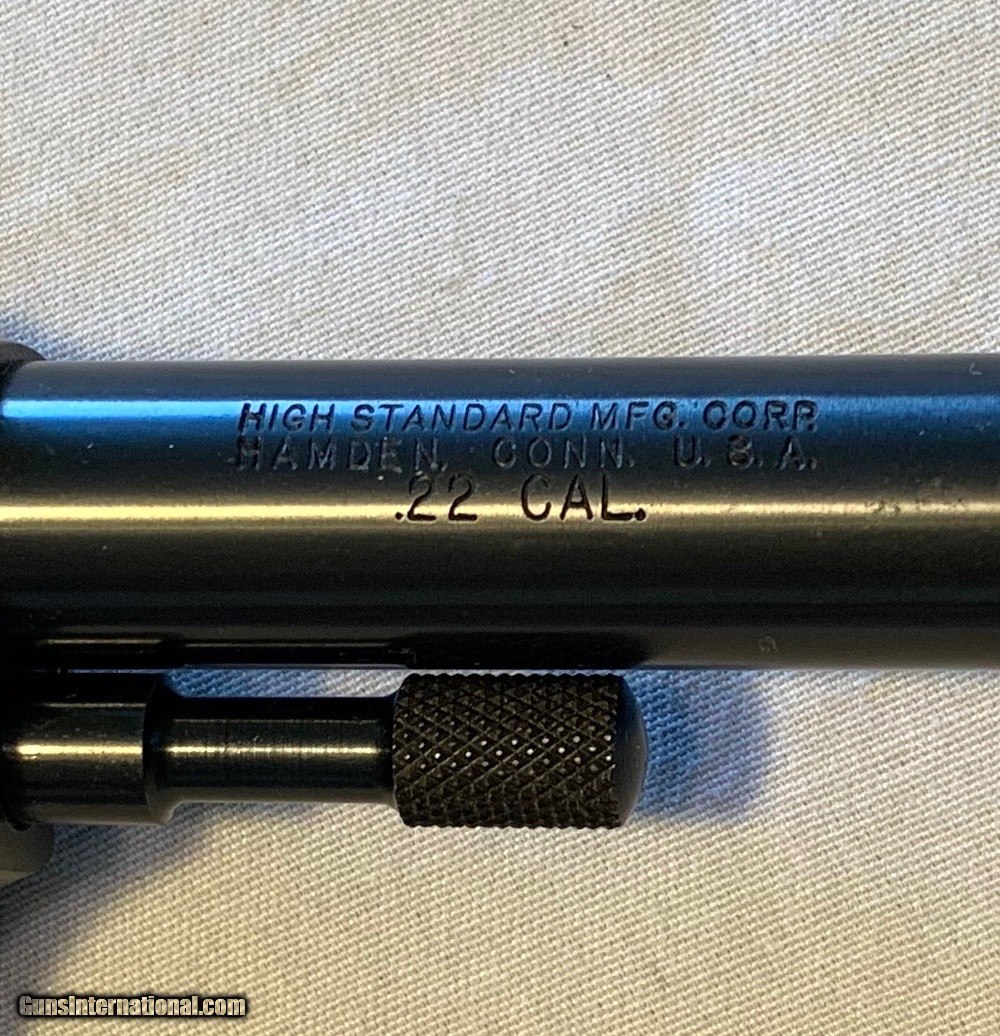 HIGH STANDARD MFG. CORP.
HAMDEN, CONN. U.S.A.
.22 CAL.
GunsInternational.com